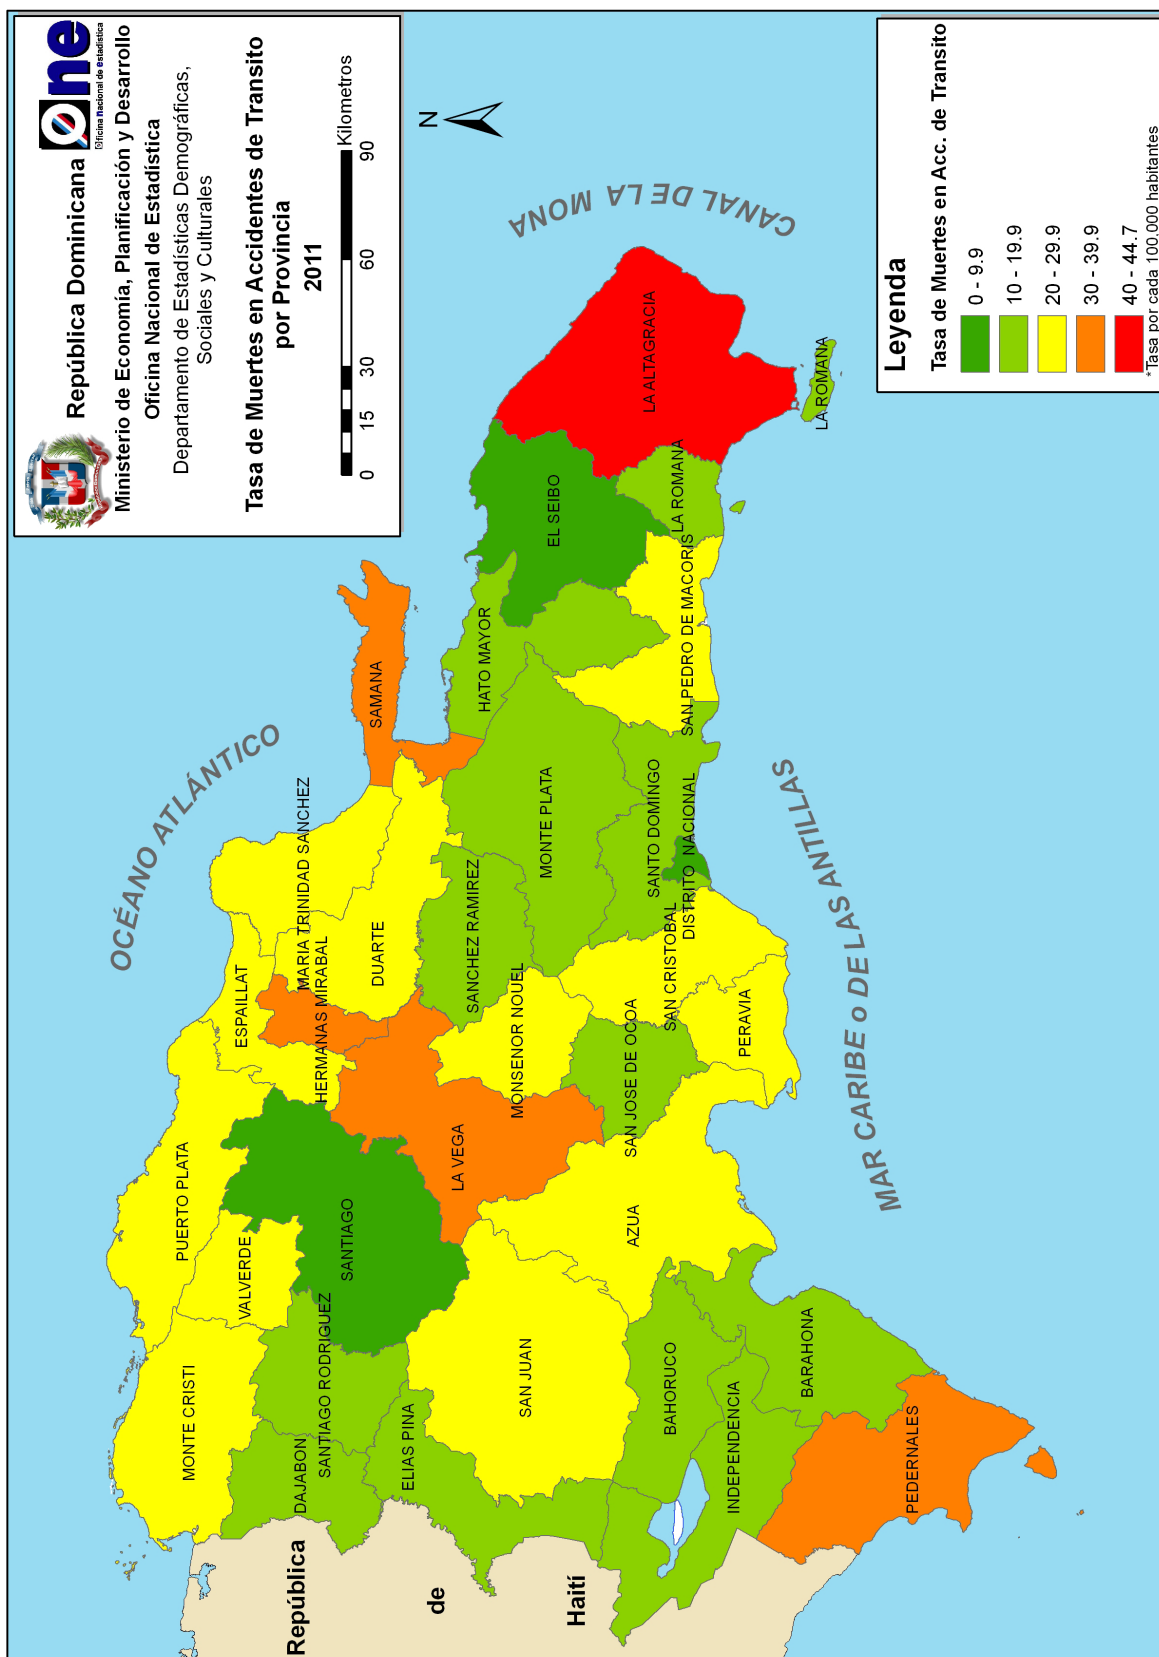 República Dominicana
One
Oficina Nacional de Estadística
Ministerio de Economía, Planificación y Desarrollo
Oficina Nacional de Estadística
Departamento de Estadísticas Demográficas,
Sociales y Culturales
Tasa de Muertes en Accidentes de Transito
por Provincia
2011
0 15 30 60 90
Kilometros
N
OCÉANO ATLÁNTICO
CANAL DE LA MONA
MAR CARIBE o DE LAS ANTILLAS
República
de
Haití
MONTE CRISTI
PUERTO PLATA
VALVERDE
ESPAILLAT
DAJABON
SANTIAGO RODRIGUEZ
SANTIAGO
HERMANAS MIRABAL
MARIA TRINIDAD SANCHEZ
DUARTE
SAMANA
ELIAS PINA
LA VEGA
SANCHEZ RAMIREZ
HATO MAYOR
SAN JUAN
MONSENOR NOUEL
MONTE PLATA
EL SEIBO
LA ALTAGRACIA
AZUA
SAN JOSE DE OCOA
SAN CRISTOBAL
SANTO DOMINGO
DISTRITO NACIONAL
SAN PEDRO DE MACORIS
LA ROMANA
LA ROMANA
BAHORUCO
INDEPENDENCIA
PERAVIA
BARAHONA
PEDERNALES
Leyenda
Tasa de Muertes en Acc. de Transito
0 - 9.9
10 - 19.9
20 - 29.9
30 - 39.9
40 - 44.7
*Tasa por cada 100,000 habitantes